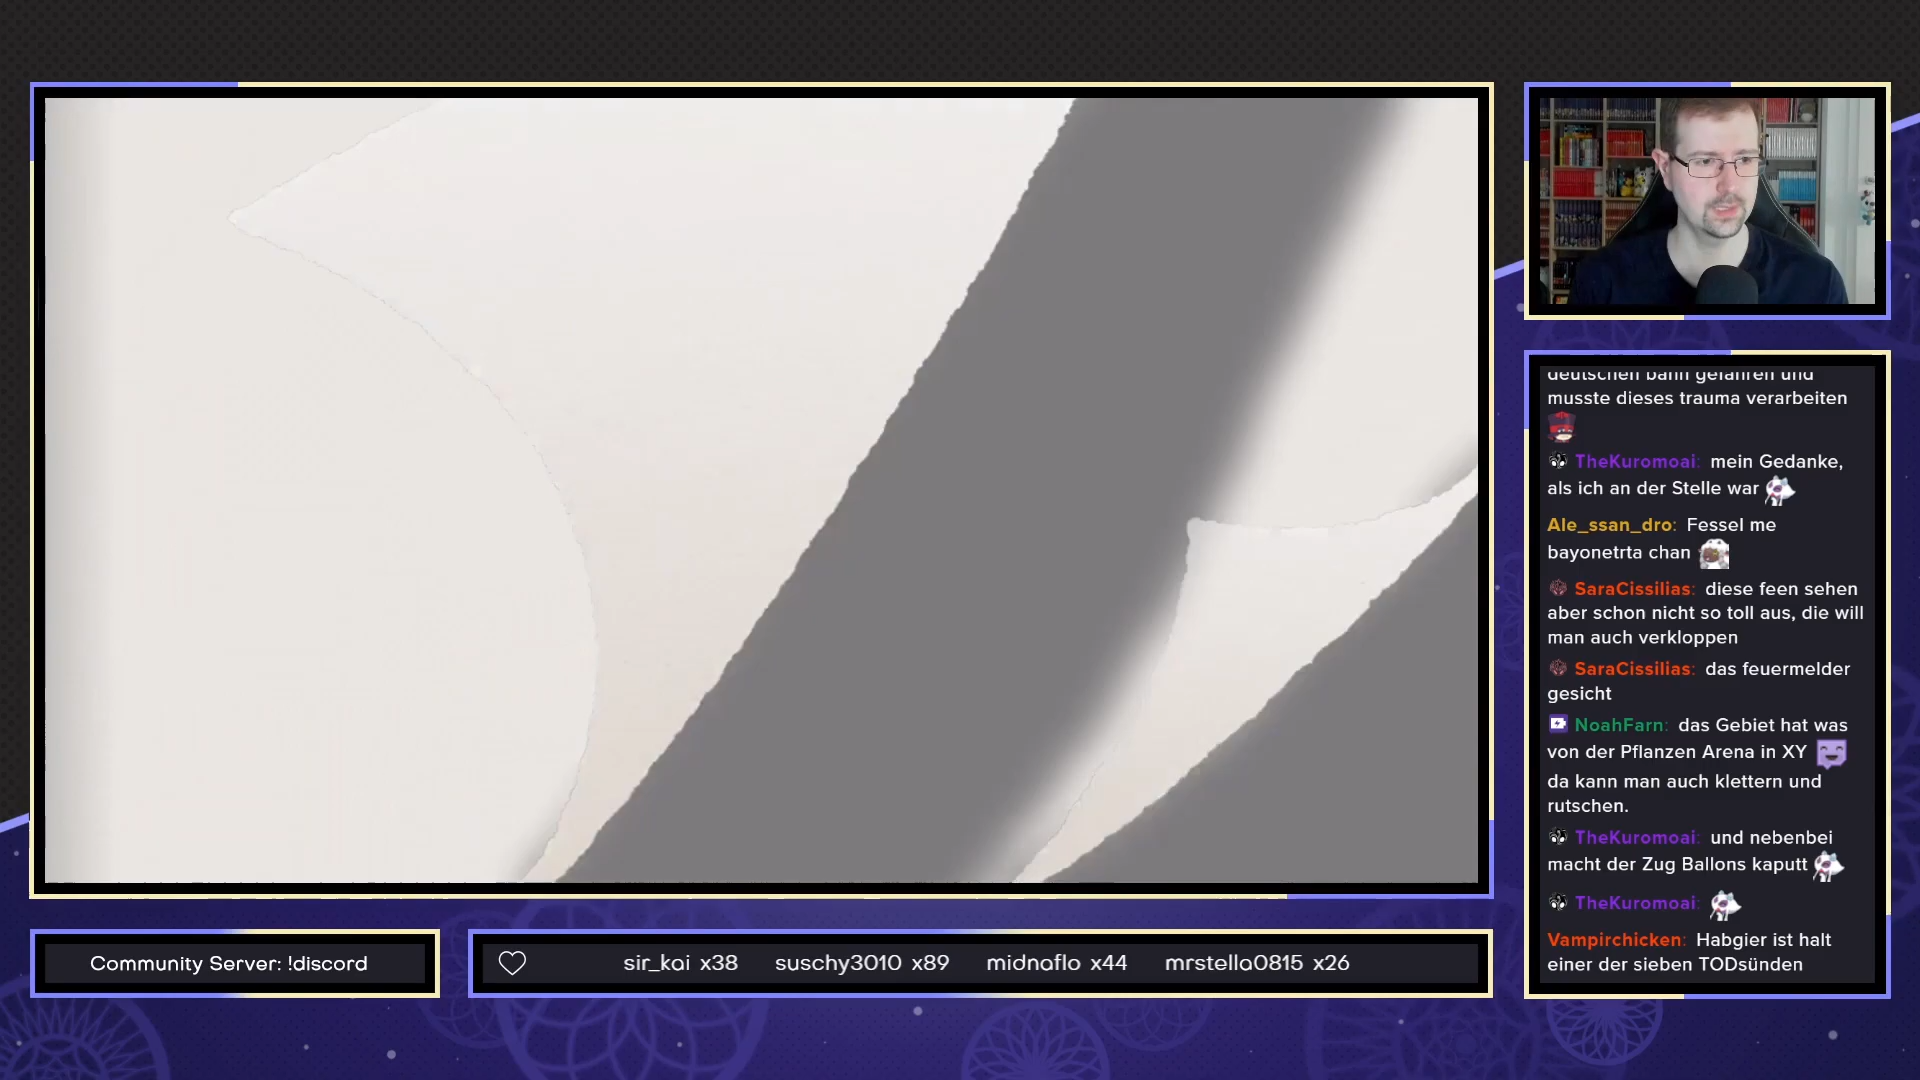 deutschen bahn gefahren und
musste dieses trauma verarbeiten
TheKuromoai: mein Gedanke,
als ich an der Stelle war
Ale_ssan_dro: Fessel me
bayonetrta chan
SaraCissilias: diese feen sehen
aber schon nicht so toll aus, die will
man auch verkloppen
SaraCissilias: das feuermelder
gesicht
NoahFarn: das Gebiet hat was
von der Pflanzen Arena in XY
da kann man auch klettern und
rutschen.
TheKuromoai: und nebenbei
macht der Zug Ballons kaputt
TheKuromoai:
Vampirchicken: Habgier ist halt
einer der sieben TODsünden
Community Server: !discord
sir_kai x38 suschy3010 x89 midnaflo x44 mrstella0815 x26